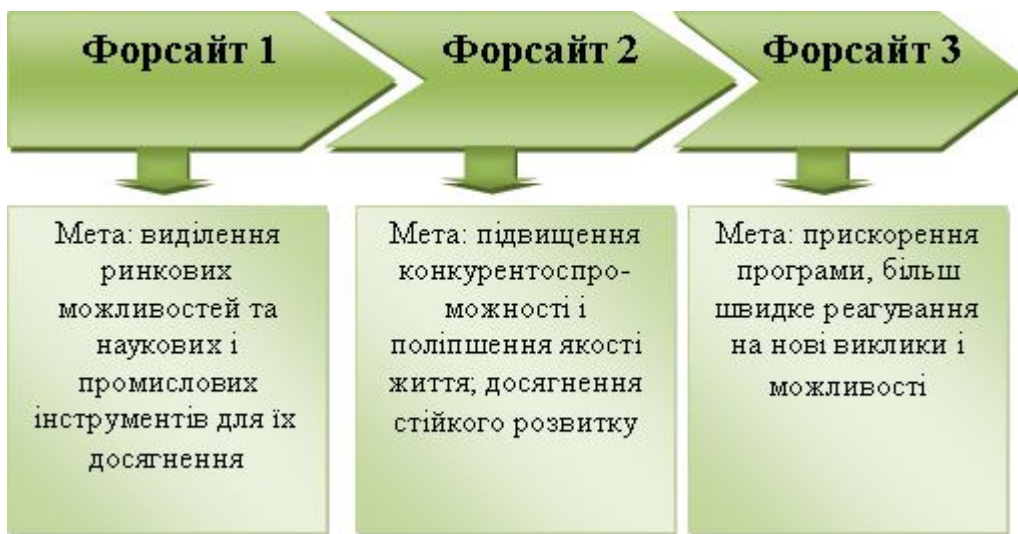 Форсайт 1
Форсайт 2
Форсайт 3
Мета: виділення
ринкових
можливостей та
наукових і
промислових
інструментів для їх
досягнення
Мета: підвищення
конкурентоспро-
можності і
поліпшення якості
життя; досягнення
стійкого розвитку
Мета: прискорення
програми, більш
швидке реагування
на нові виклики і
можливості